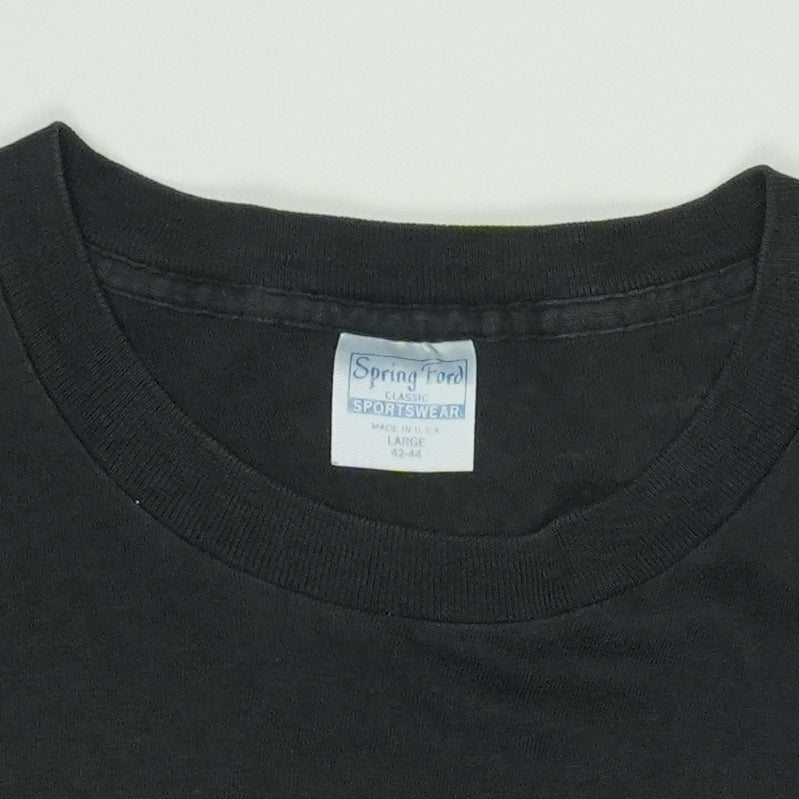 Spring Ford
CLASSIC
SPORTSWEAR
MADE IN U.S.A
LARGE
42-44